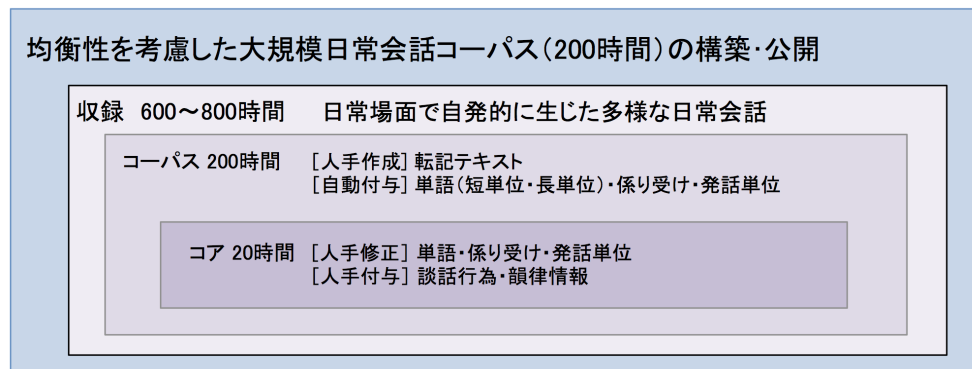 均衡性を考慮した大規模日常会話コーパス（200時間）の構築・公開
収録 600～800時間 日常場面で自発的に生じた多様な日常会話
コーパス 200時間 ［人手作成］転記テキスト
［自動付与］単語（短単位・長単位）・係り受け・発話単位
コア 20時間 ［人手修正］単語・係り受け・発話単位
［人手付与］談話行為・韻律情報